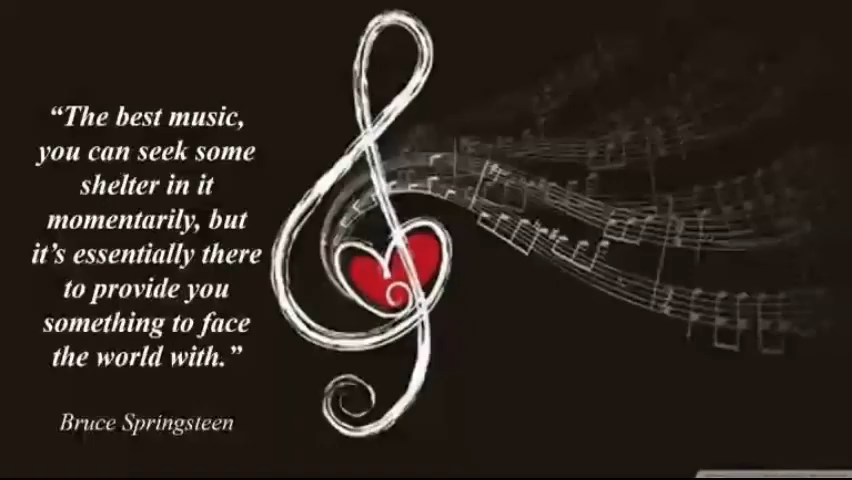 “The best music,
you can seek some
shelter in it
momentarily, but
it’s essentially there
to provide you
something to face
the world with.”
Bruce Springsteen